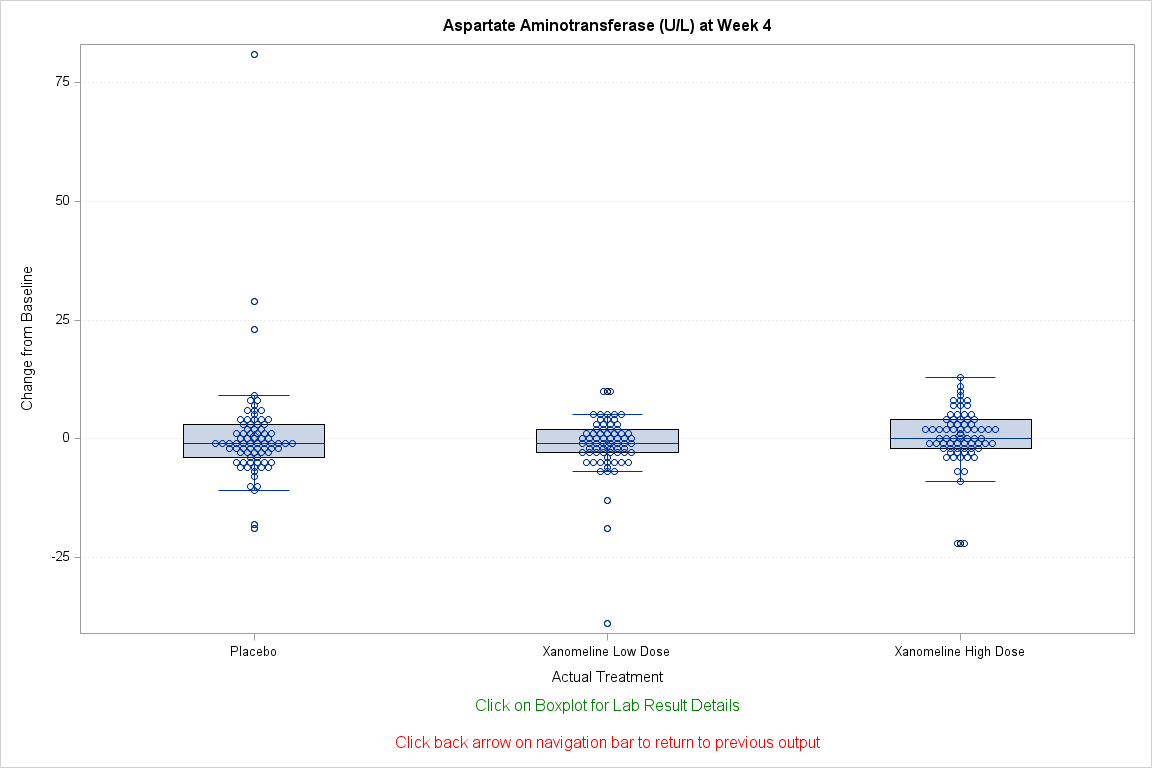 Aspartate Aminotransferase (U/L) at Week 4
75
50
25
0
-25
Change from Baseline
Placebo
Xanomeline Low Dose
Xanomeline High Dose
Actual Treatment
Click on Boxplot for Lab Result Details
Click back arrow on navigation bar to return to previous output